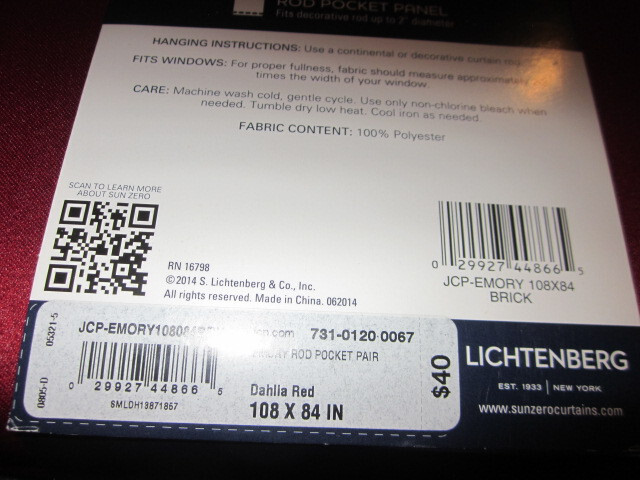 ROD POCKET PANEL
Fits decorative rod up to 2" diameter
HANGING INSTRUCTIONS: Use a continental or decorative curtain rod
FITS WINDOWS: For proper fullness, fabric should measure approximately
times the width of your window.
CARE: Machine wash cold, gentle cycle. Use only non-chlorine bleach when
needed. Tumble dry low heat. Cool iron as needed.
FABRIC CONTENT: 100% Polyester
SCAN TO LEARN MORE
ABOUT SUN ZERO
RN 16798
©2014 S. Lichtenberg & Co., Inc.
All rights reserved. Made in China. 062014
0 29927 44866 5
JCP-EMORY 108X84
BRICK
0805-D 05321-5
731-0120 0067
ROD POCKET PAIR
0 29927 44866 5
SMLDH13871857
Dahlia Red
108 X 84 IN
$40
LICHTENBERG
EST. 1933 | NEW YORK
www.sunzerocurtains.com